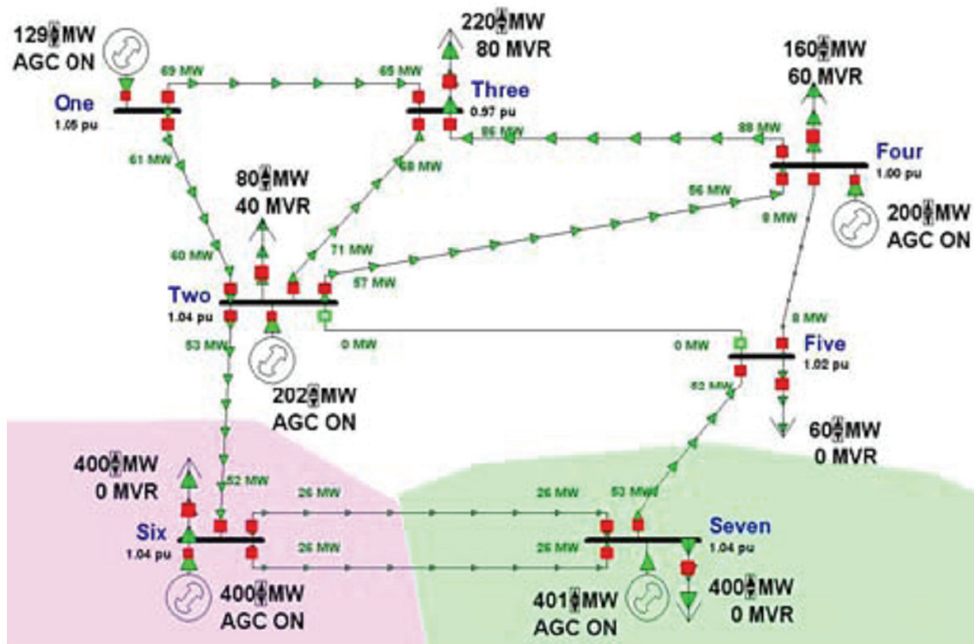 129 MW
AGC ON
220 MW
80 MVR
160 MW
60 MVR
69 MW
65 MW
One
1.05 pu
Three
0.97 pu
86 MW
88 MW
Four
1.00 pu
61 MW
68 MW
80 MW
40 MVR
56 MW
8 MW
200 MW
AGC ON
60 MW
71 MW
57 MW
Two
1.04 pu
53 MW
0 MW
0 MW
8 MW
Five
1.02 pu
52 MW
202 MW
AGC ON
60 MW
0 MVR
400 MW
0 MVR
52 MW
26 MW
26 MW
53 MW
Six
1.04 pu
26 MW
26 MW
Seven
1.04 pu
400 MW
AGC ON
401 MW
AGC ON
400 MW
0 MVR